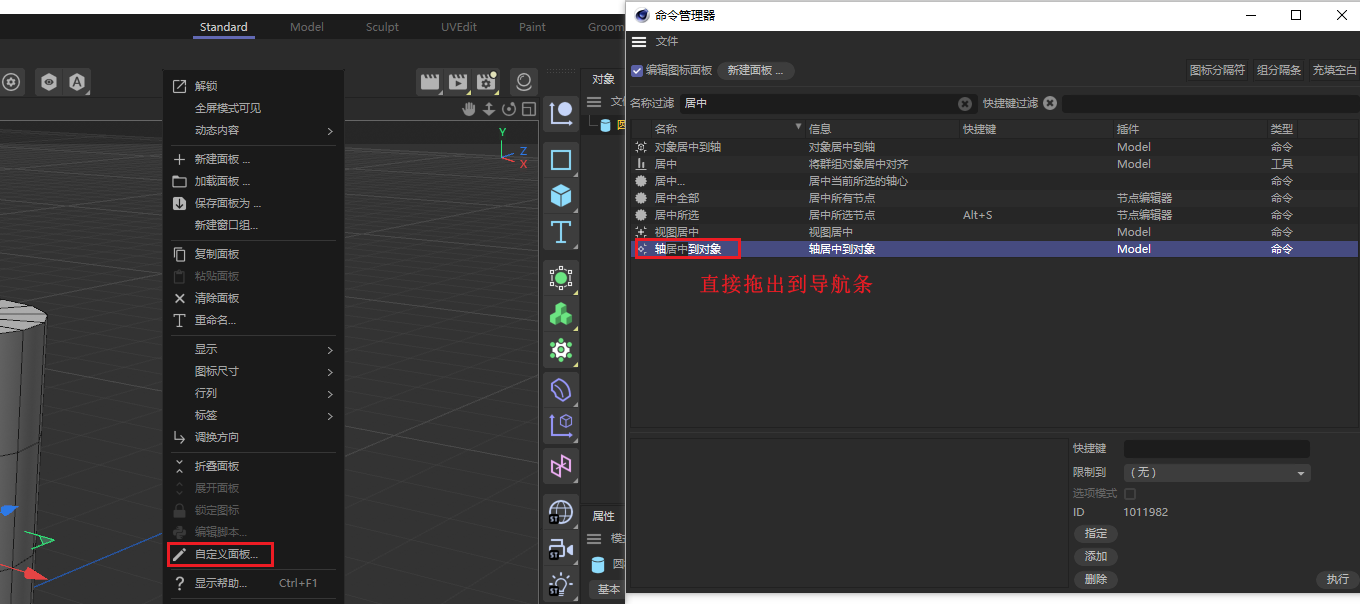 Standard Model Sculpt UVEdit Paint Groom
A
解锁
全屏模式可见
动态内容
新建面板 ...
加载面板 ...
保存面板为 ...
新建窗口组...
复制面板
粘贴面板
清除面板
重命名...
显示
图标尺寸
行列
标签
调换方向
折叠面板
展开面板
锁定图标
编辑脚本...
自定义面板...
显示帮助... Ctrl+F1
Y
Z
X
T
ST
ST
ST
对象
属性
基本
命令管理器
文件
编辑图标面板 新建面板 ... 图标分隔符 组分隔条 充填空白
名称过滤 居中 快捷键过滤
名称 信息 快捷键 插件 类型
对象居中到轴 对象居中到轴 Model 命令
居中 将群组对象居中对齐 Model 工具
居中... 居中当前所选的轴心 命令
居中全部 居中所有节点 节点编辑器 命令
居中所选 居中所选节点 Alt+S 节点编辑器 命令
视图居中 视图居中 Model 命令
轴居中到对象 轴居中到对象 Model 命令
直接拖出到导航条
快捷键
限制到 (无)
选项模式
ID 1011982
指定
添加
删除
执行